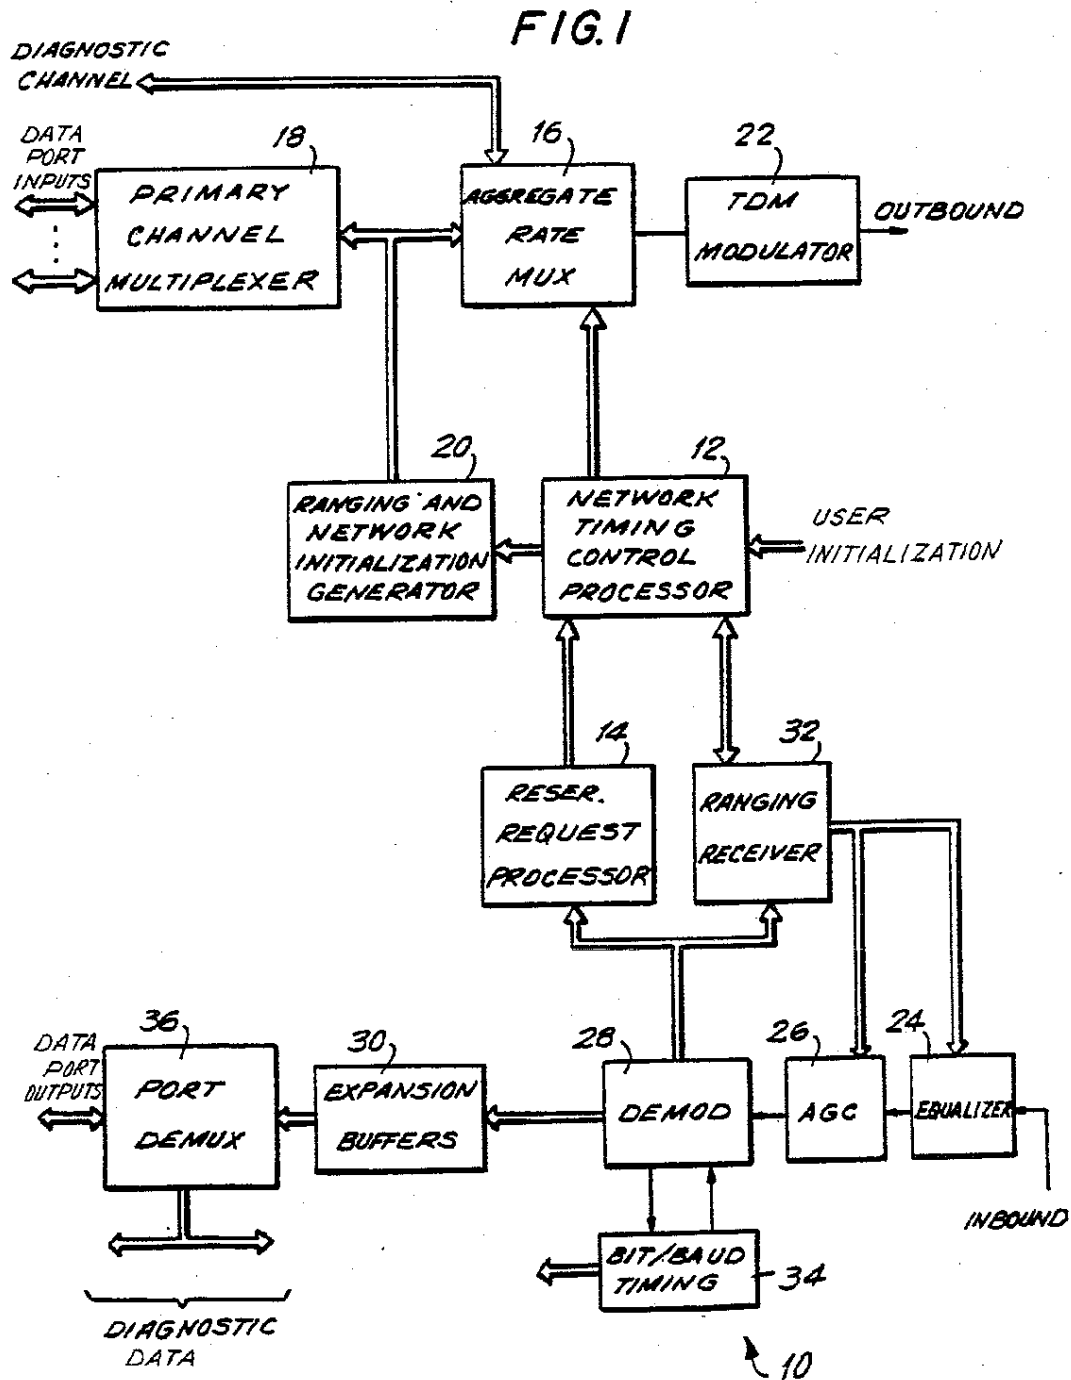 FIG. 1
DIAGNOSTIC
CHANNEL
DATA
PORT
INPUTS
18
PRIMARY
CHANNEL
MULTIPLEXER
16
AGGREGATE
RATE
MUX
22
TDM
MODULATOR
OUTBOUND
20
RANGING AND
NETWORK
INITIALIZATION
GENERATOR
12
NETWORK
TIMING
CONTROL
PROCESSOR
USER
INITIALIZATION
14
RESER.
REQUEST
PROCESSOR
32
RANGING
RECEIVER
DATA
PORT
OUTPUTS
36
PORT
DEMUX
30
EXPANSION
BUFFERS
28
DEMOD
26
AGC
24
EQUALIZER
INBOUND
BIT/BAUD
TIMING
34
DIAGNOSTIC
DATA
10